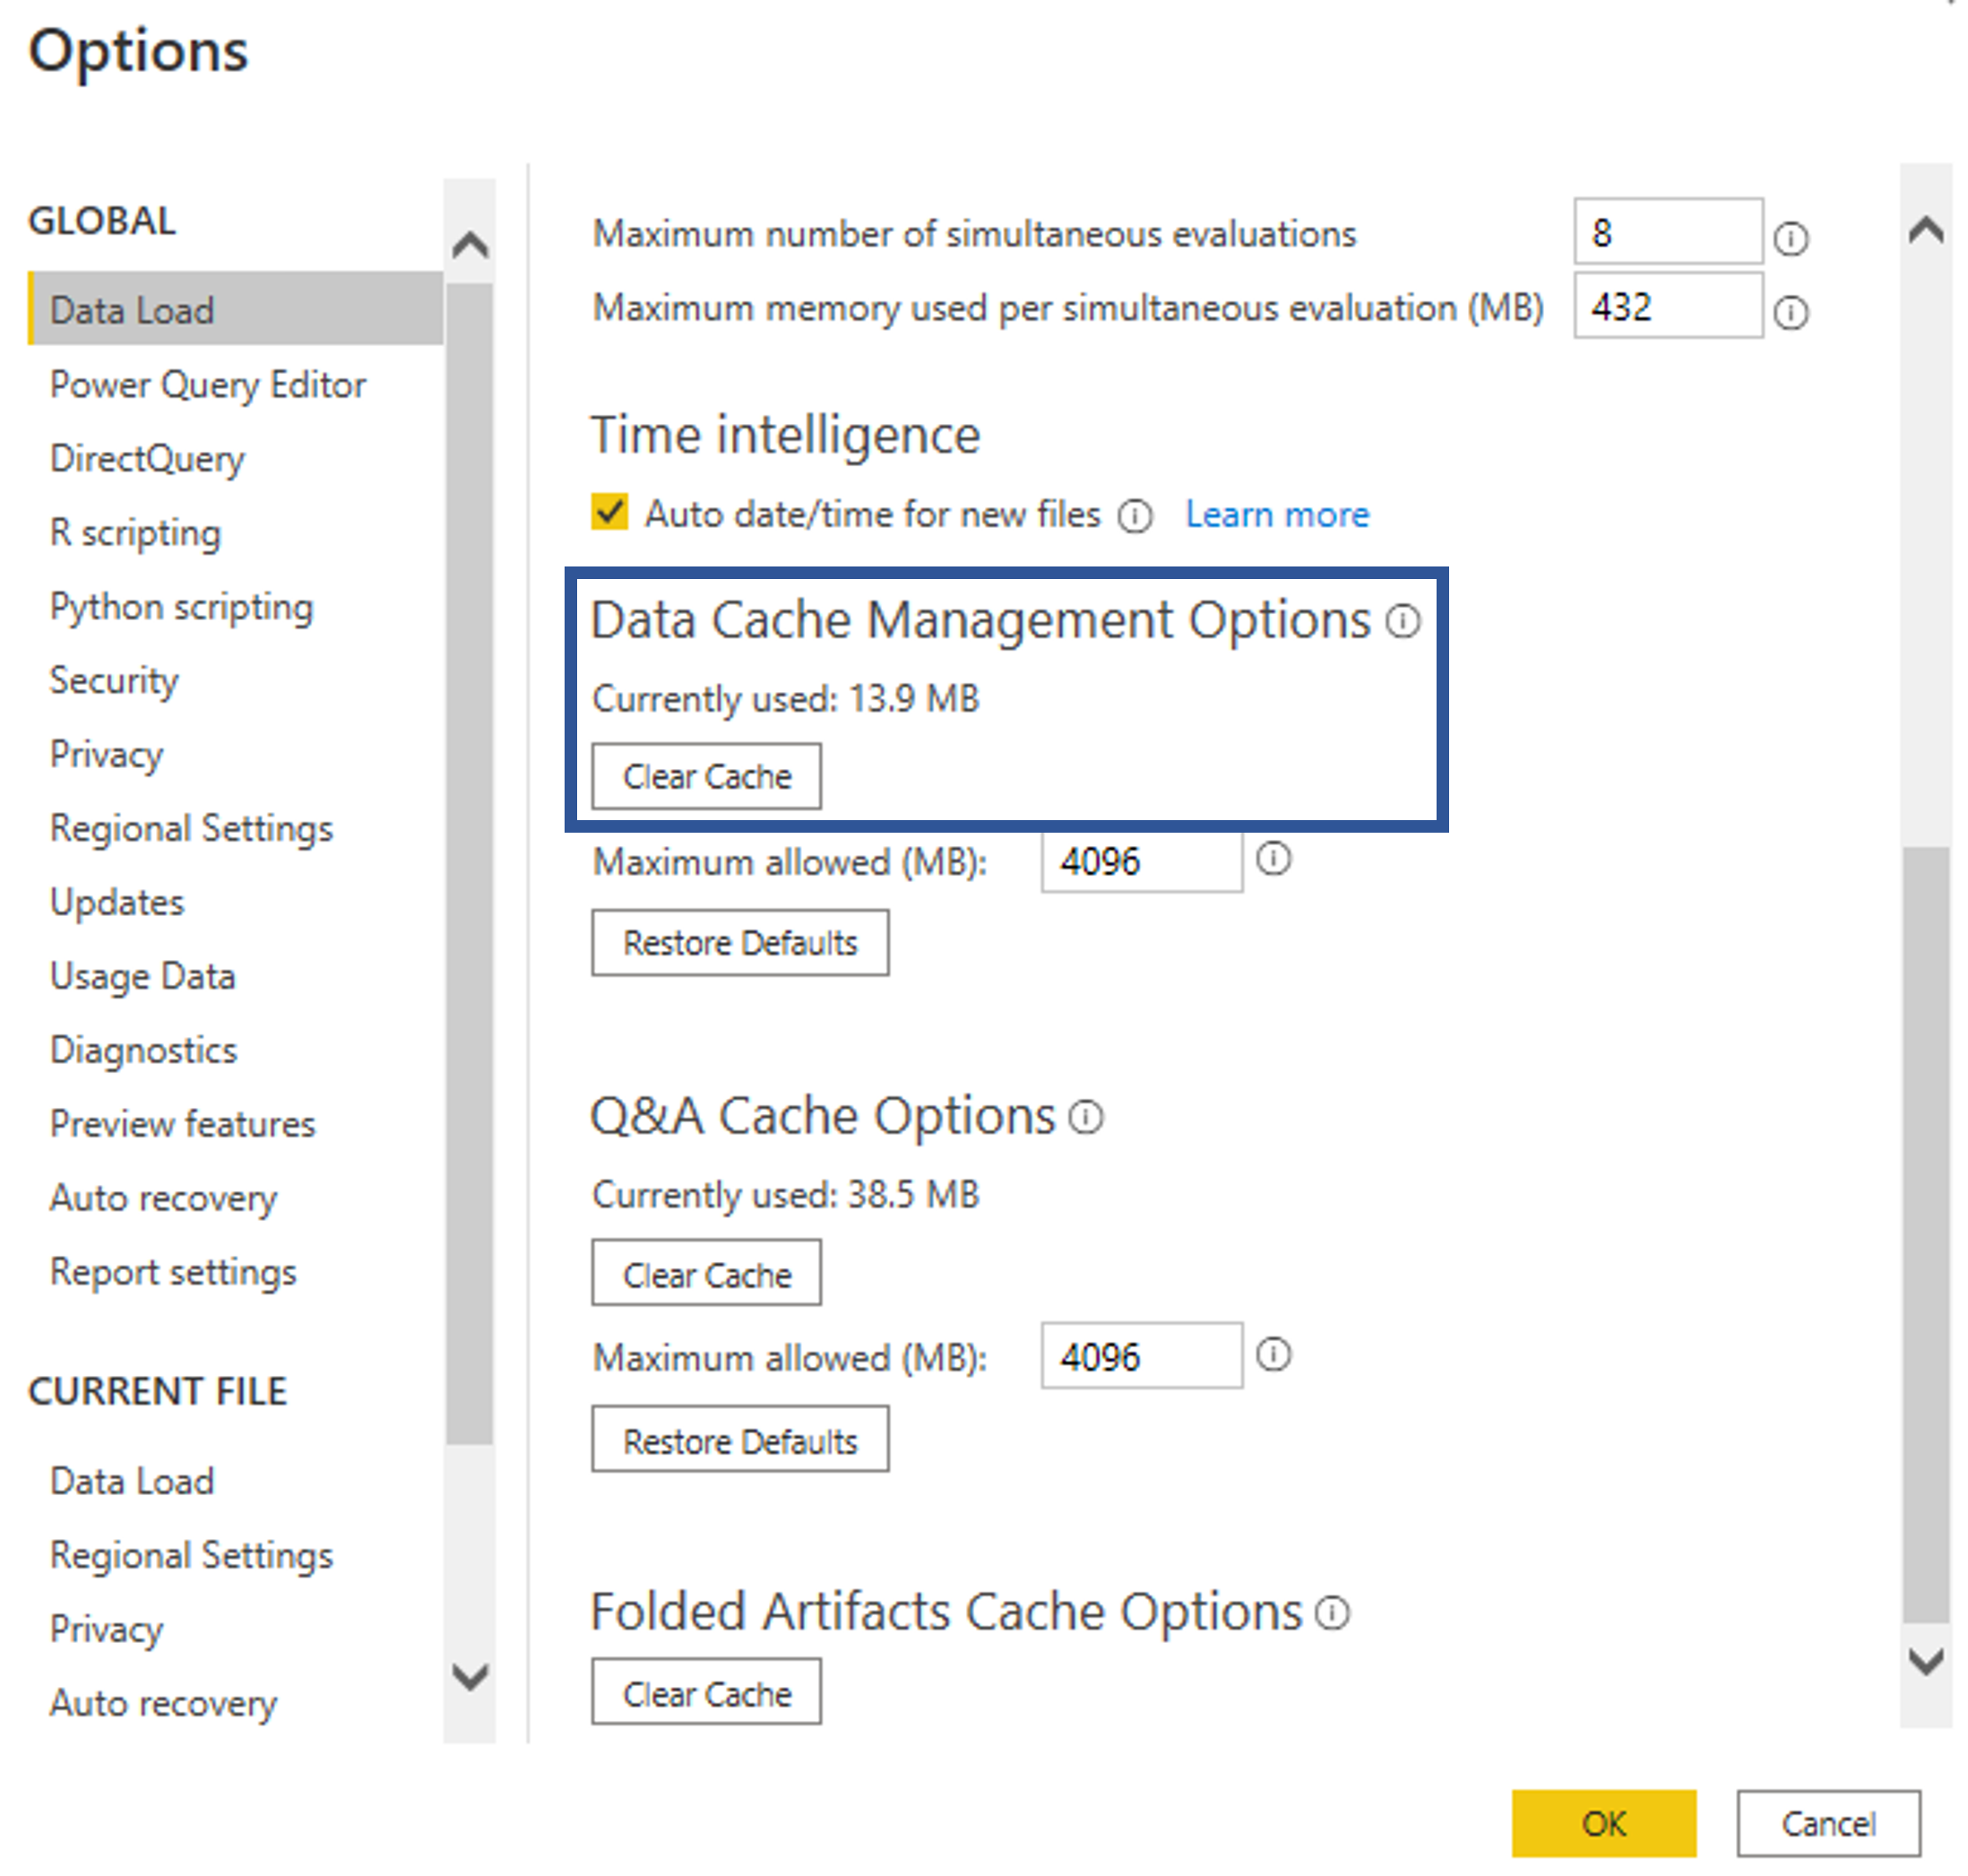 Options
GLOBAL
Data Load
Power Query Editor
DirectQuery
R scripting
Python scripting
Security
Privacy
Regional Settings
Updates
Usage Data
Diagnostics
Preview features
Auto recovery
Report settings
CURRENT FILE
Data Load
Regional Settings
Privacy
Auto recovery
Maximum number of simultaneous evaluations 8
Maximum memory used per simultaneous evaluation (MB) 432
Time intelligence
Auto date/time for new files Learn more
Data Cache Management Options
Currently used: 13.9 MB
Clear Cache
Maximum allowed (MB): 4096
Restore Defaults
Q&A Cache Options
Currently used: 38.5 MB
Clear Cache
Maximum allowed (MB): 4096
Restore Defaults
Folded Artifacts Cache Options
Clear Cache
OK Cancel